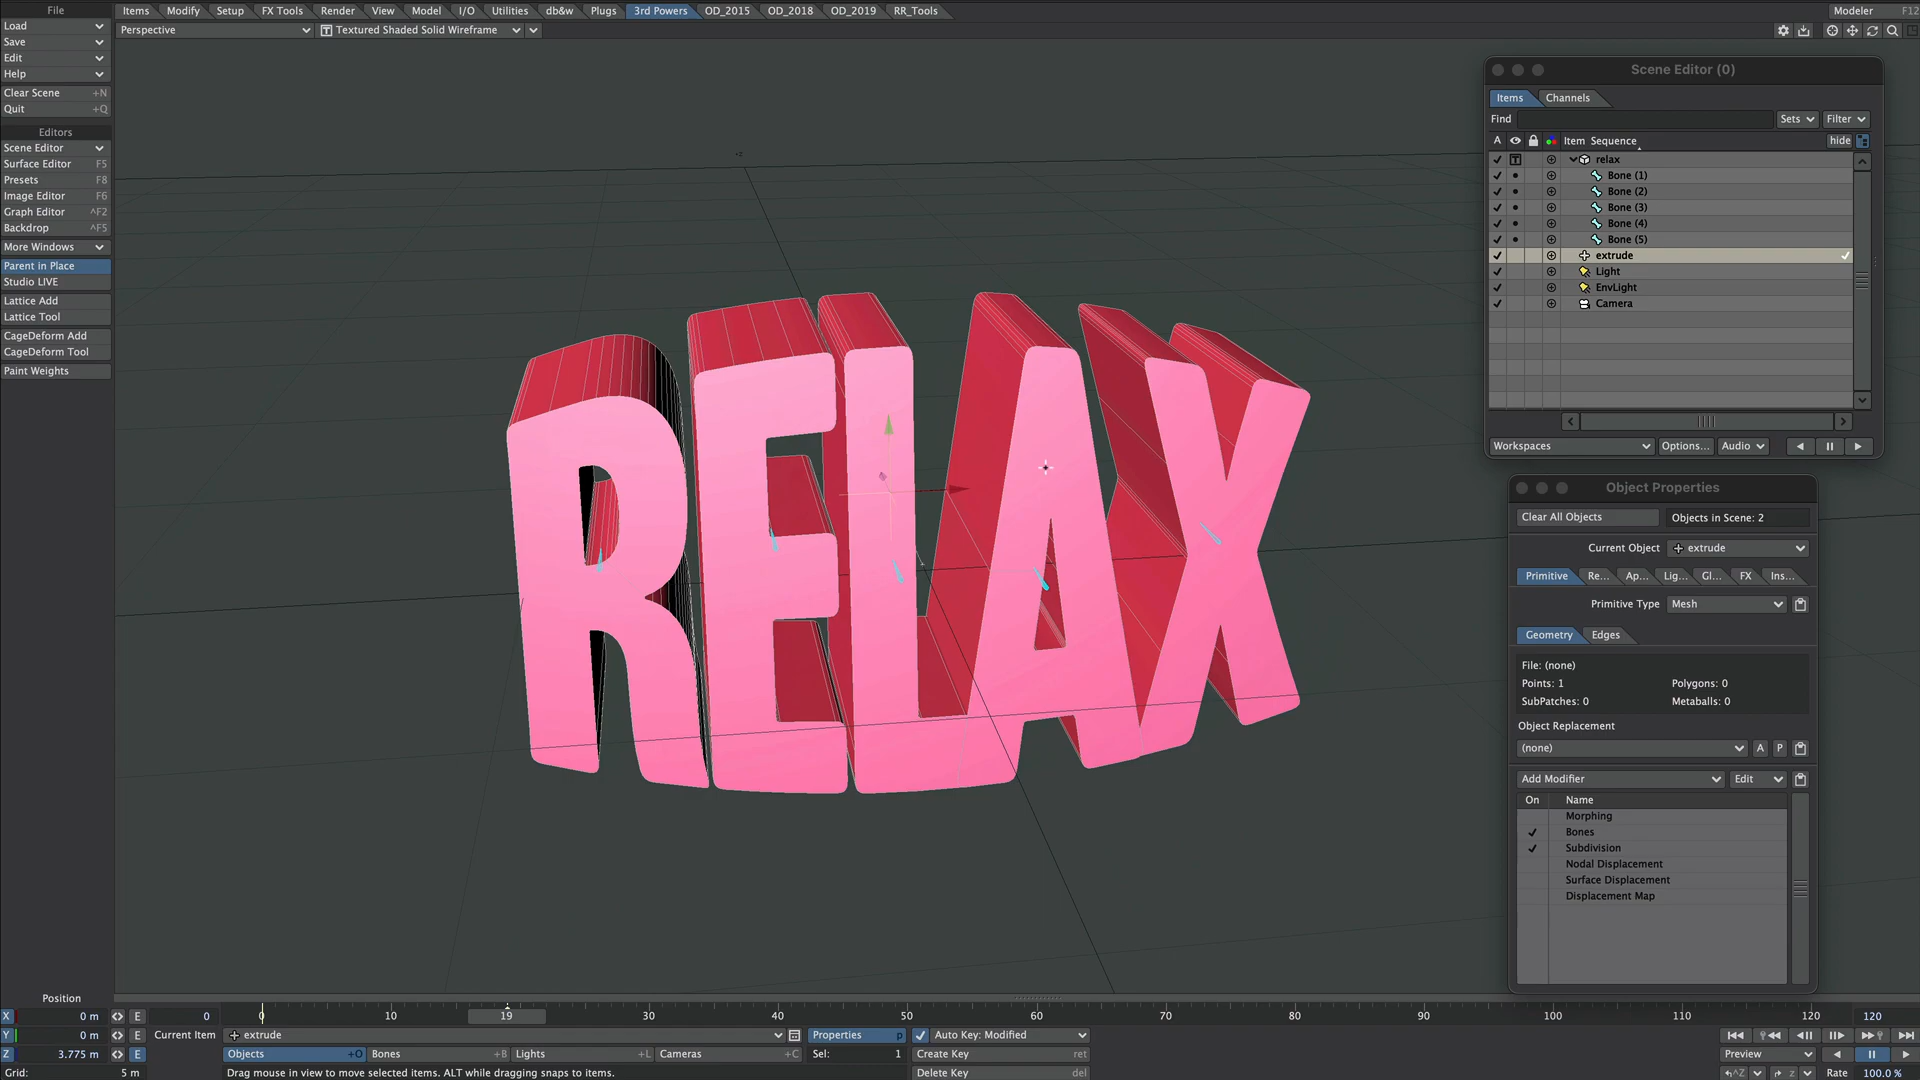 File
Items Modify Setup FX Tools Render View Model I/O Utilities db&w Plugs 3rd Powers OD_2015 OD_2018 OD_2019 RR_Tools Modeler F12
Load
Save
Edit
Help
Clear Scene +N
Quit +Q
Editors
Scene Editor
Surface Editor F5
Presets F8
Image Editor F6
Graph Editor ^F2
Backdrop ^F5
More Windows
Parent in Place
Studio LIVE
Lattice Add
Lattice Tool
CageDeform Add
CageDeform Tool
Paint Weights
Perspective T Textured Shaded Solid Wireframe
RELAX
Scene Editor (0)
Items Channels
Find Sets Filter
A Item Sequence hide
T relax
Bone (1)
Bone (2)
Bone (3)
Bone (4)
Bone (5)
extrude
Light
EnvLight
Camera
Workspaces Options... Audio
Object Properties
Clear All Objects Objects in Scene: 2
Current Object extrude
Primitive Re... Ap... Lig... Gl... FX Ins...
Primitive Type Mesh
Geometry Edges
File: (none)
Points: 1 Polygons: 0
SubPatches: 0 Metaballs: 0
Object Replacement
(none) A P
Add Modifier Edit
On Name
Morphing
Bones
Subdivision
Nodal Displacement
Surface Displacement
Displacement Map
Position
X 0 m E 0 0 10 19 30 40 50 60 70 80 90 100 110 120 120
Y 0 m E Current Item extrude Properties p Auto Key: Modified
Z 3.775 m E Objects +O Bones +B Lights +L Cameras +C Sel: 1 Create Key ret Preview
Grid: 5 m Drag mouse in view to move selected items. ALT while dragging snaps to items. Delete Key del ^Z z Rate 100.0 %